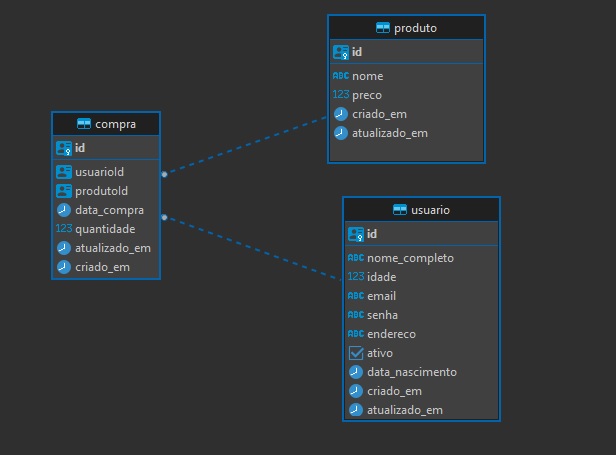 produto
id
ABC nome
123 preco
criado_em
atualizado_em
compra
id
usuarioId
produtoId
data_compra
123 quantidade
atualizado_em
criado_em
usuario
id
ABC nome_completo
123 idade
ABC email
ABC senha
ABC endereco
ativo
data_nascimento
criado_em
atualizado_em